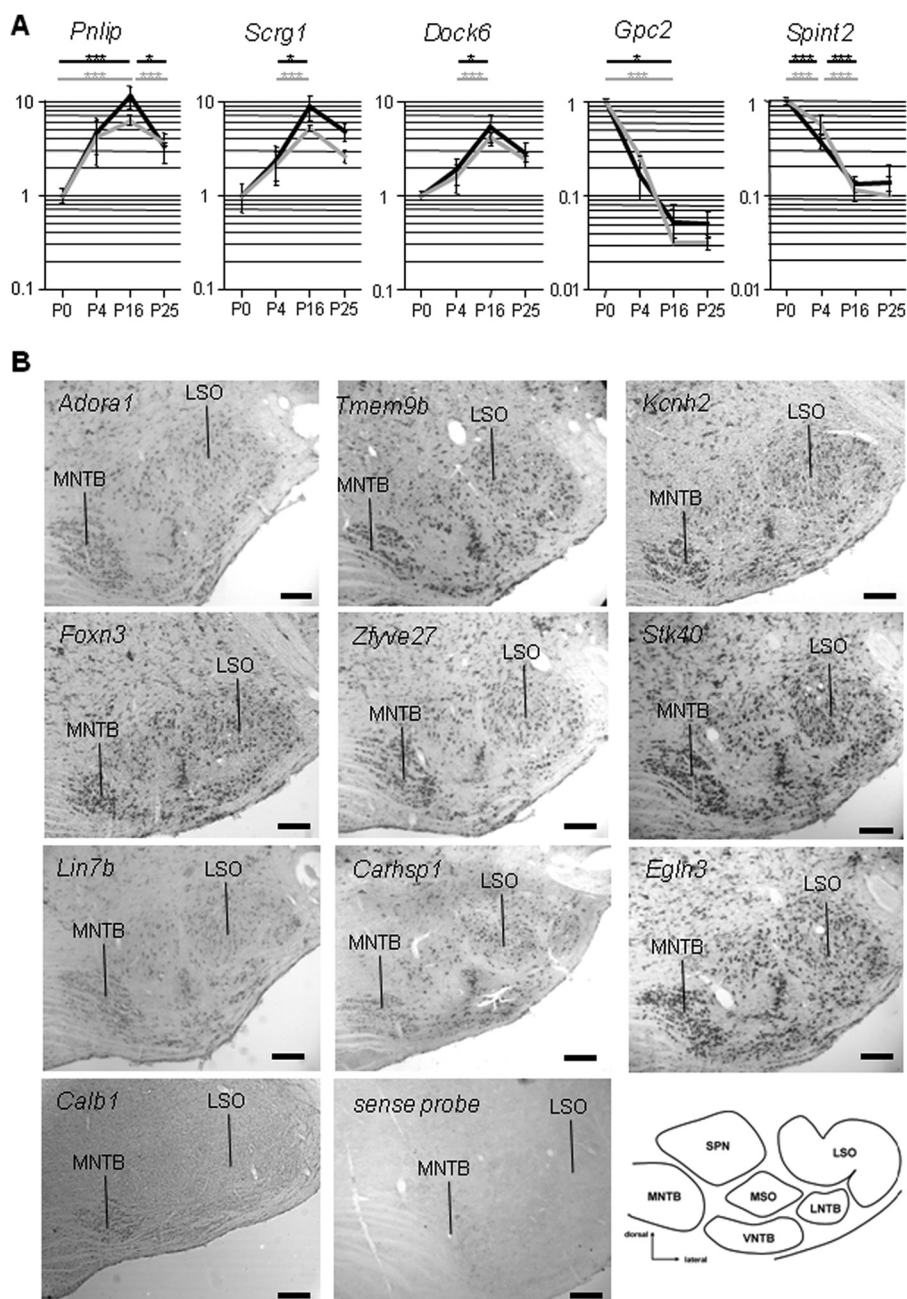 A
Pnlip Scrg1 Dock6 Gpc2 Spint2
*** * * * * *** ***
*** *** *** *** *** *** ***
10 10 10 1 1
1 1 1 0.1 0.1
0.1 0.1 0.1 0.01 0.01
P0 P4 P16 P25 P0 P4 P16 P25 P0 P4 P16 P25 P0 P4 P16 P25 P0 P4 P16 P25
B
Adora1 LSO MNTB
Tmem9b LSO MNTB
Kcnh2 LSO MNTB
Foxn3 LSO MNTB
Zfyve27 LSO MNTB
Stk40 LSO MNTB
Lin7b LSO MNTB
Carhsp1 LSO MNTB
Egln3 LSO MNTB
Calb1 LSO MNTB
sense probe LSO MNTB
SPN LSO
MNTB MSO LNTB
VNTB
dorsal
lateral